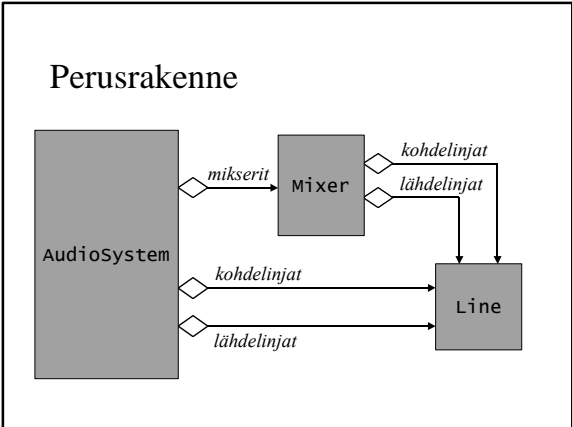 Perusrakenne
kohdelinjat
mikserit
Mixer
lähdelinjat
AudioSystem
kohdelinjat
Line
lähdelinjat